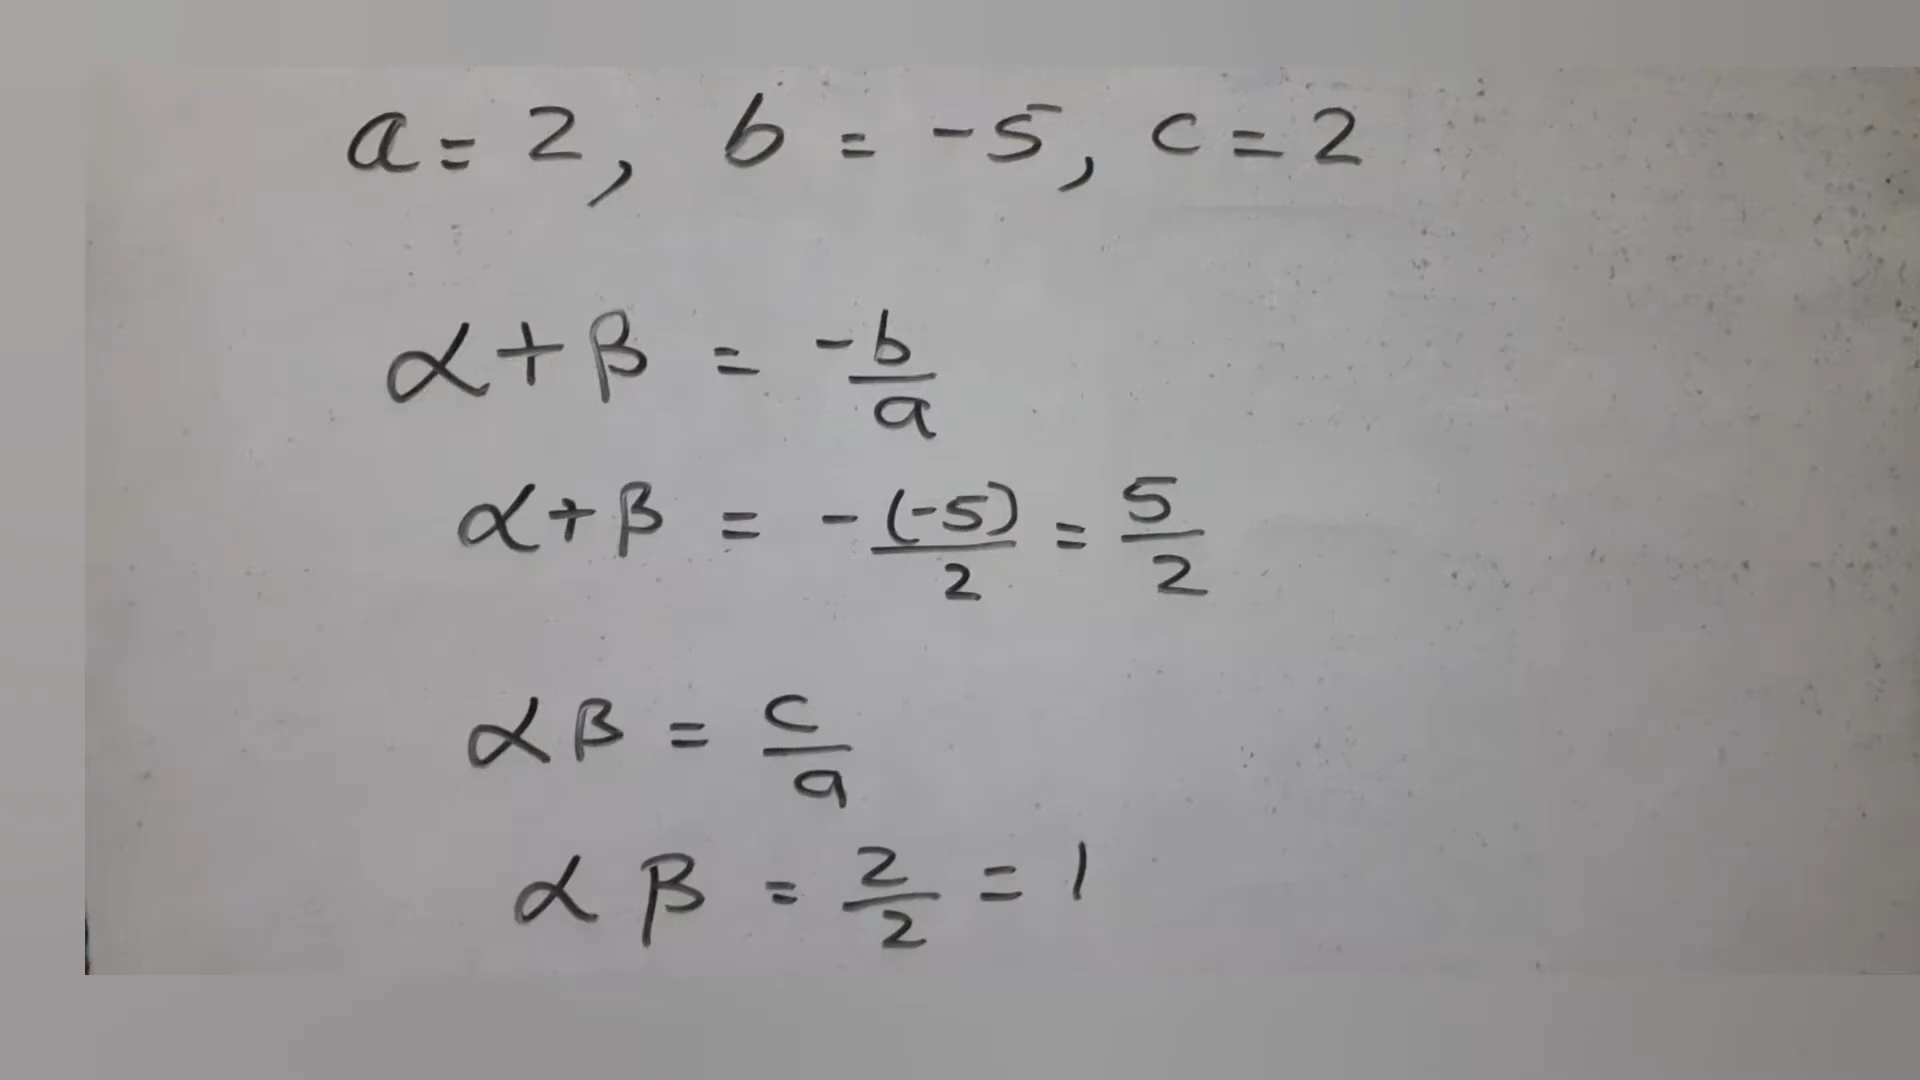 a = 2, b = -5, c = 2
α + β = -b/a
α + β = -(-5)/2 = 5/2
αβ = c/a
αβ = 2/2 = 1